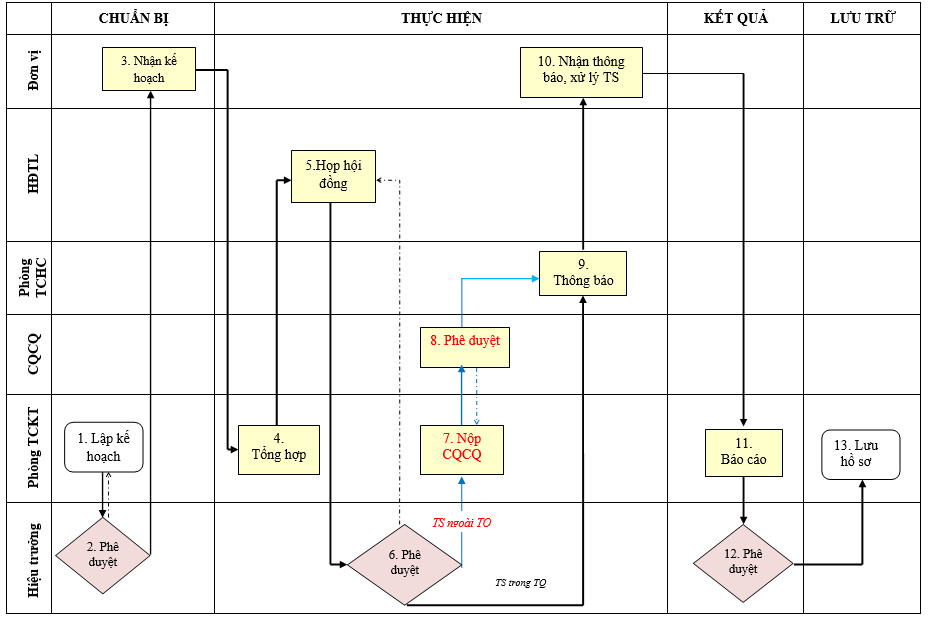 CHUẨN BỊ
THỰC HIỆN
KẾT QUẢ
LƯU TRỮ
Đơn vị
3. Nhận kế
hoạch
10. Nhận thông
báo, xử lý TS
HĐTL
5.Họp hội
đồng
Phòng
TCHC
9.
Thông báo
CQCQ
8. Phê duyệt
Phòng TCKT
1. Lập kế
hoạch
4.
Tổng hợp
7. Nộp
CQCQ
11.
Báo cáo
13. Lưu
hồ sơ
Hiệu trưởng
2. Phê
duyệt
TS ngoài TQ
6. Phê
duyệt
TS trong TQ
12. Phê
duyệt